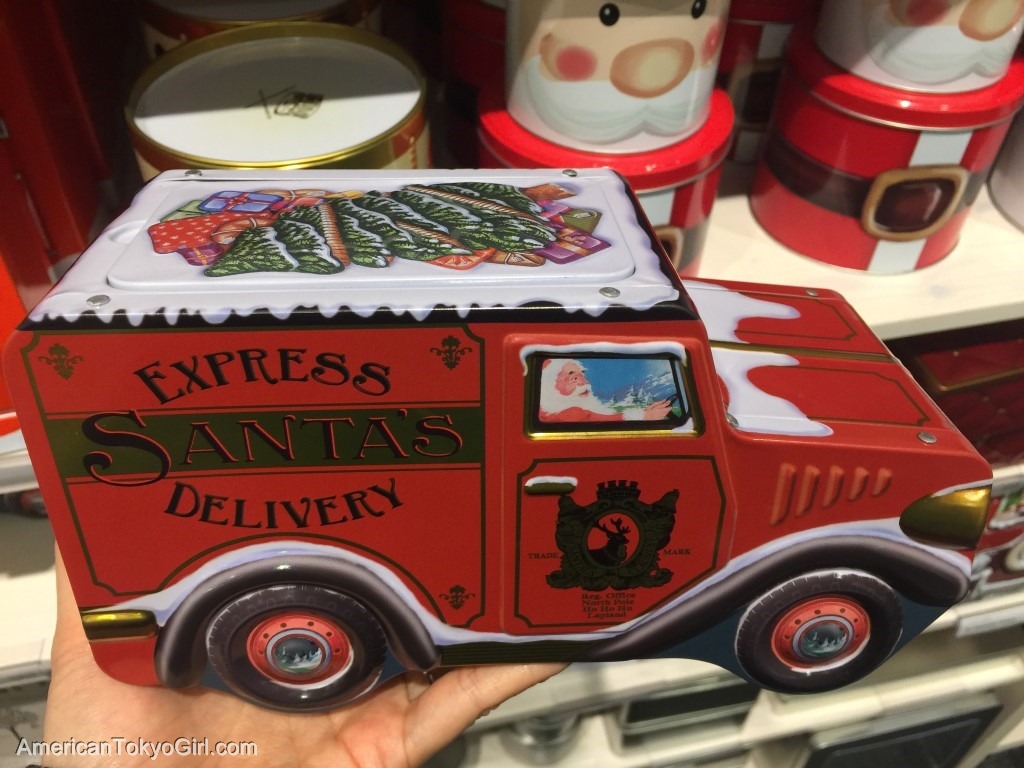 EXPRESS
SANTA'S
DELIVERY
TRADE MARK
Reg. Office
North Pole
Ho Ho Ho
Lapland
AmericanTokyoGirl.com